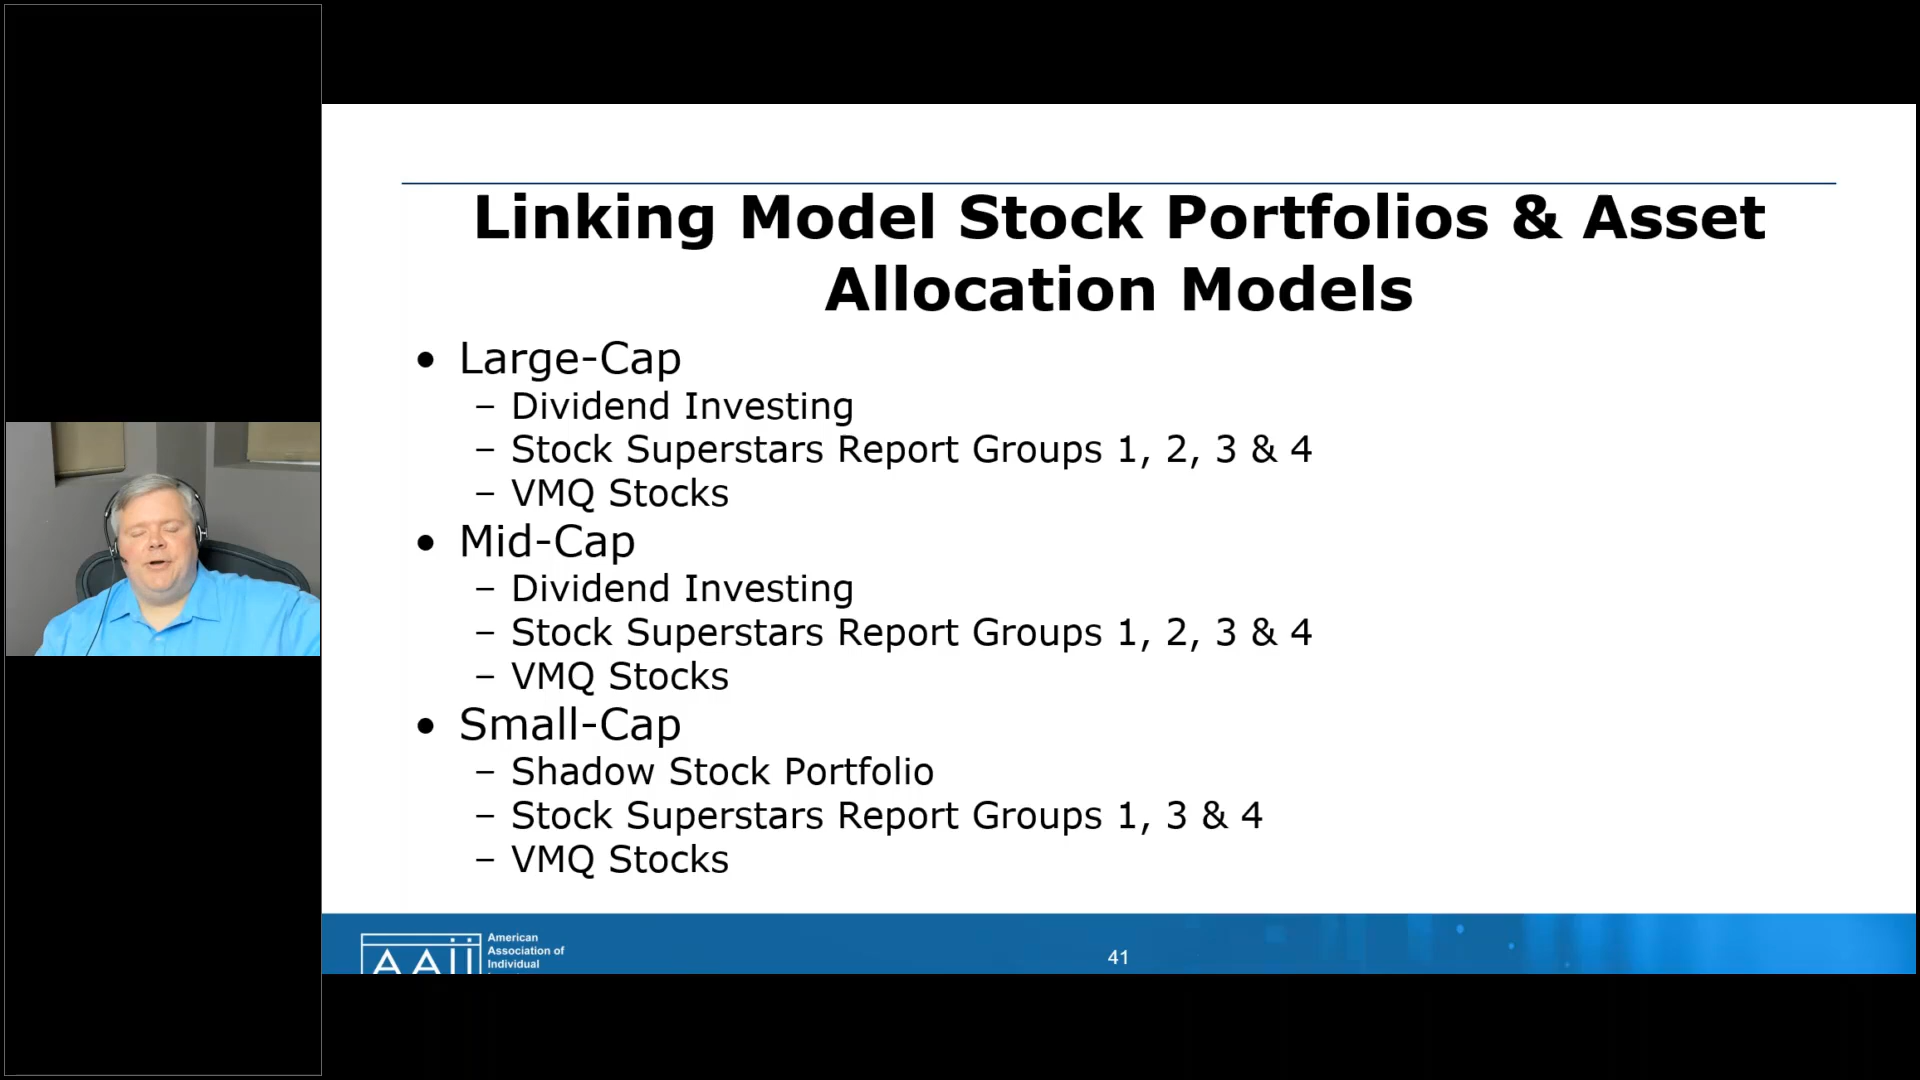 Linking Model Stock Portfolios & Asset
Allocation Models
• Large-Cap
– Dividend Investing
– Stock Superstars Report Groups 1, 2, 3 & 4
– VMQ Stocks
• Mid-Cap
– Dividend Investing
– Stock Superstars Report Groups 1, 2, 3 & 4
– VMQ Stocks
• Small-Cap
– Shadow Stock Portfolio
– Stock Superstars Report Groups 1, 3 & 4
– VMQ Stocks
AAII
American
Association of
Individual
41